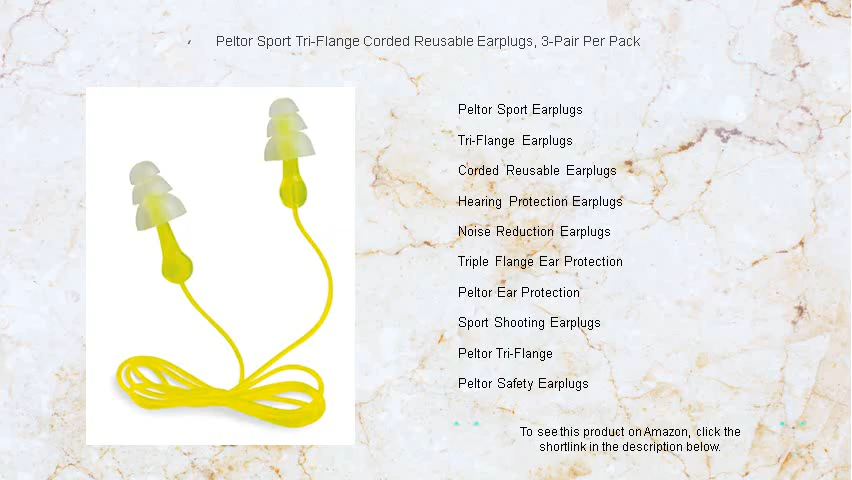 Peltor Sport Tri-Flange Corded Reusable Earplugs, 3-Pair Per Pack
Peltor Sport Earplugs
Tri-Flange Earplugs
Corded Reusable Earplugs
Hearing Protection Earplugs
Noise Reduction Earplugs
Triple Flange Ear Protection
Peltor Ear Protection
Sport Shooting Earplugs
Peltor Tri-Flange
Peltor Safety Earplugs
To see this product on Amazon, click the
shortlink in the description below.